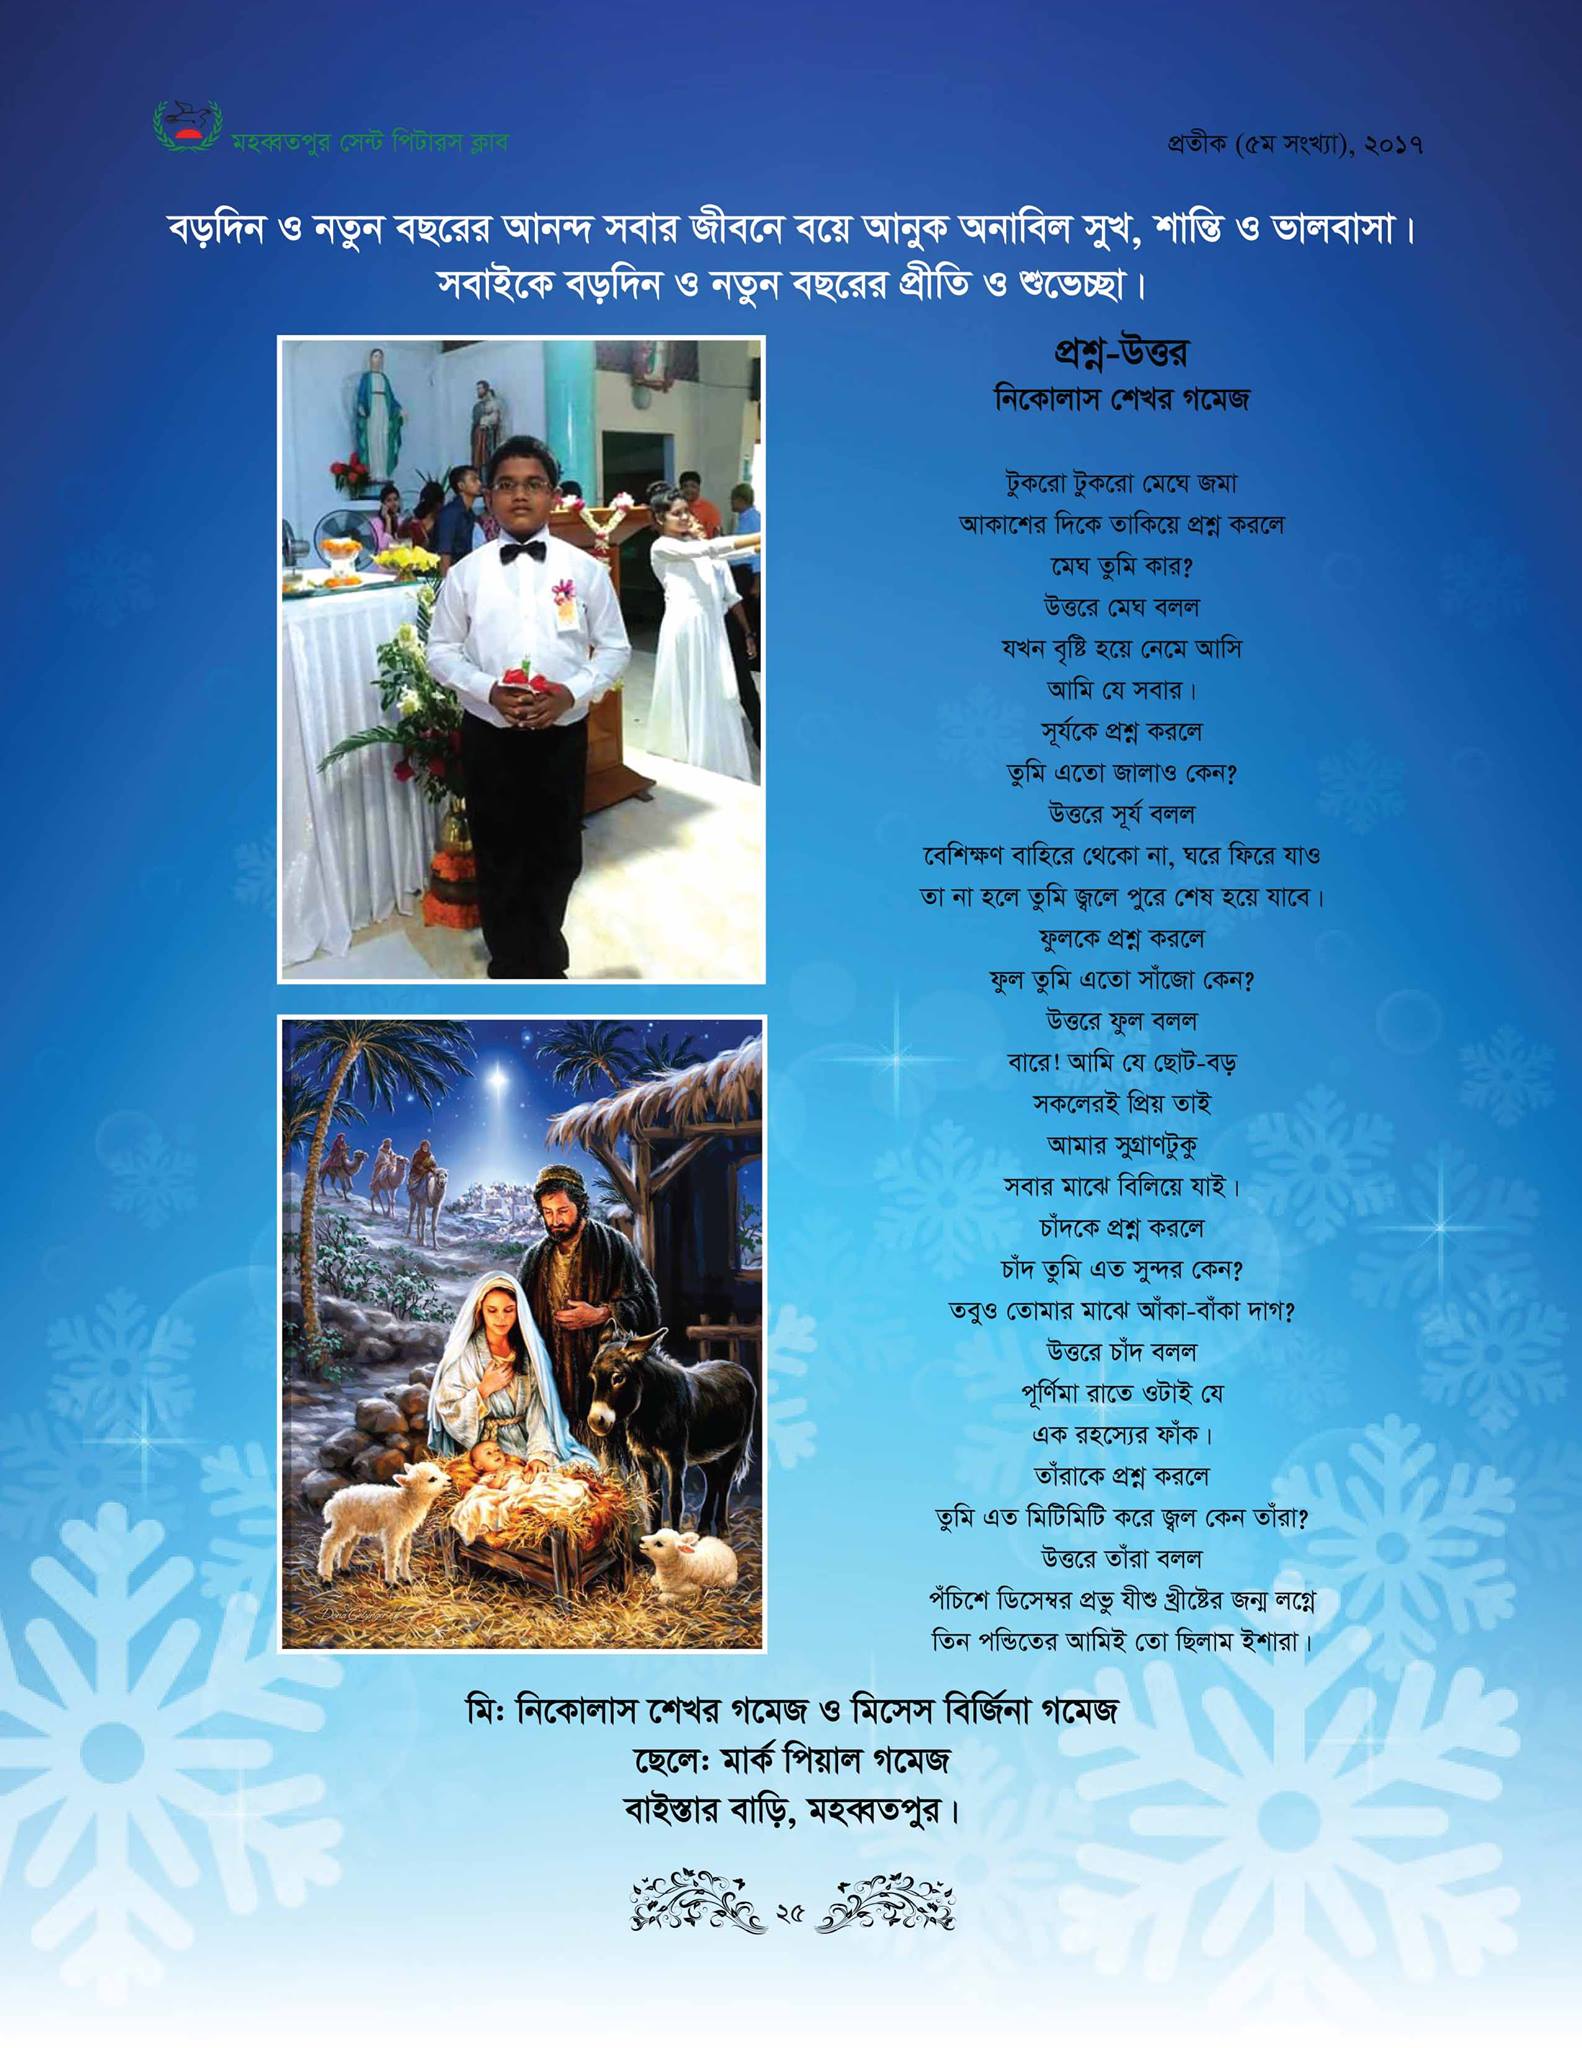 মহব্বতপুর সেন্ট পিটারস ক্লাব
প্রতীক (৫ম সংখ্যা), ২০১৭
বড়দিন ও নতুন বছরের আনন্দ সবার জীবনে বয়ে আনুক অনাবিল সুখ, শান্তি ও ভালবাসা।
সবাইকে বড়দিন ও নতুন বছরের প্রীতি ও শুভেচ্ছা।
প্রশ্ন-উত্তর
নিকোলাস শেখর গমেজ
টুকরো টুকরো মেঘে জমা
আকাশের দিকে তাকিয়ে প্রশ্ন করলে
মেঘ তুমি কার?
উত্তরে মেঘ বলল
যখন বৃষ্টি হয়ে নেমে আসি
আমি যে সবার।
সূর্যকে প্রশ্ন করলে
তুমি এতো জালাও কেন?
উত্তরে সূর্য বলল
বেশিক্ষণ বাহিরে থেকো না, ঘরে ফিরে যাও
তা না হলে তুমি জ্বলে পুরে শেষ হয়ে যাবে।
ফুলকে প্রশ্ন করলে
ফুল তুমি এতো সাঁজো কেন?
উত্তরে ফুল বলল
বারে! আমি যে ছোট-বড়
সকলেরই প্রিয় তাই
আমার সুগ্রাণটুকু
সবার মাঝে বিলিয়ে যাই।
চাঁদকে প্রশ্ন করলে
চাঁদ তুমি এত সুন্দর কেন?
তবুও তোমার মাঝে আঁকা-বাঁকা দাগ?
উত্তরে চাঁদ বলল
পূর্ণিমা রাতে ওটাই যে
এক রহস্যের ফাঁক।
তাঁরাকে প্রশ্ন করলে
তুমি এত মিটিমিটি করে জ্বল কেন তাঁরা?
উত্তরে তাঁরা বলল
পঁচিশে ডিসেম্বর প্রভু যীশু খ্রীষ্টের জন্ম লগ্নে
তিন পন্ডিতের আমিই তো ছিলাম ইশারা।
মি: নিকোলাস শেখর গমেজ ও মিসেস বির্জিনা গমেজ
ছেলে: মার্ক পিয়াল গমেজ
বাইস্তার বাড়ি, মহব্বতপুর।
২৫